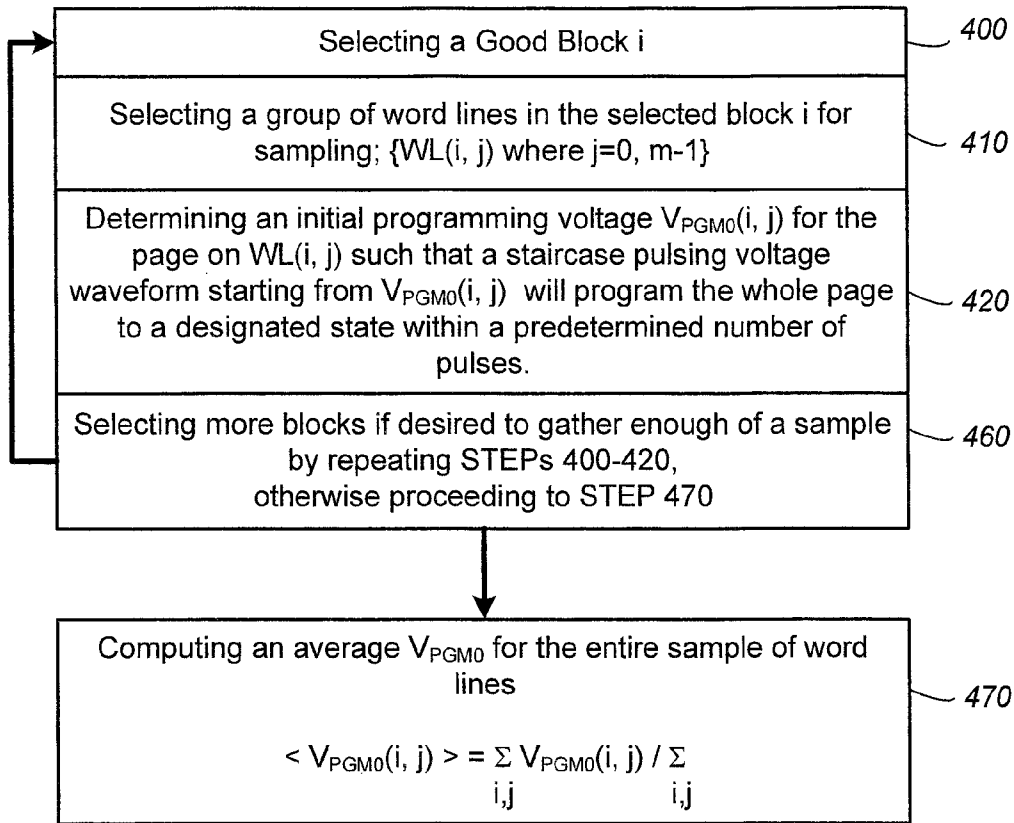 Selecting a Good Block i
400
Selecting a group of word lines in the selected block i for
sampling; {WL(i, j) where j=0, m-1}
410
Determining an initial programming voltage VPGM0(i, j) for the
page on WL(i, j) such that a staircase pulsing voltage
waveform starting from VPGM0(i, j) will program the whole page
to a designated state within a predetermined number of
pulses.
420
Selecting more blocks if desired to gather enough of a sample
by repeating STEPs 400-420,
otherwise proceeding to STEP 470
460
Computing an average VPGM0 for the entire sample of word
lines
470
< VPGM0(i, j) > = Σ VPGM0(i, j) / Σ
i,j i,j